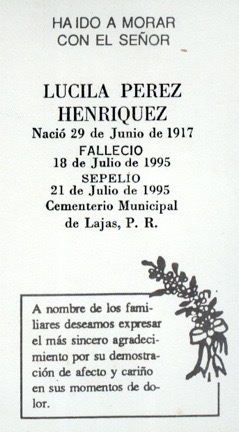 HA IDO A MORAR
CON EL SEÑOR
LUCILA PEREZ
HENRIQUEZ
Nació 29 de Junio de 1917
FALLECIO
18 de Julio de 1995
SEPELIO
21 de Julio de 1995
Cementerio Municipal
de Lajas, P. R.
A nombre de los fami-
liares deseamos expresar
el más sincero agradeci-
miento por su demostra-
ción de afecto y cariño
en sus momentos de do-
lor.